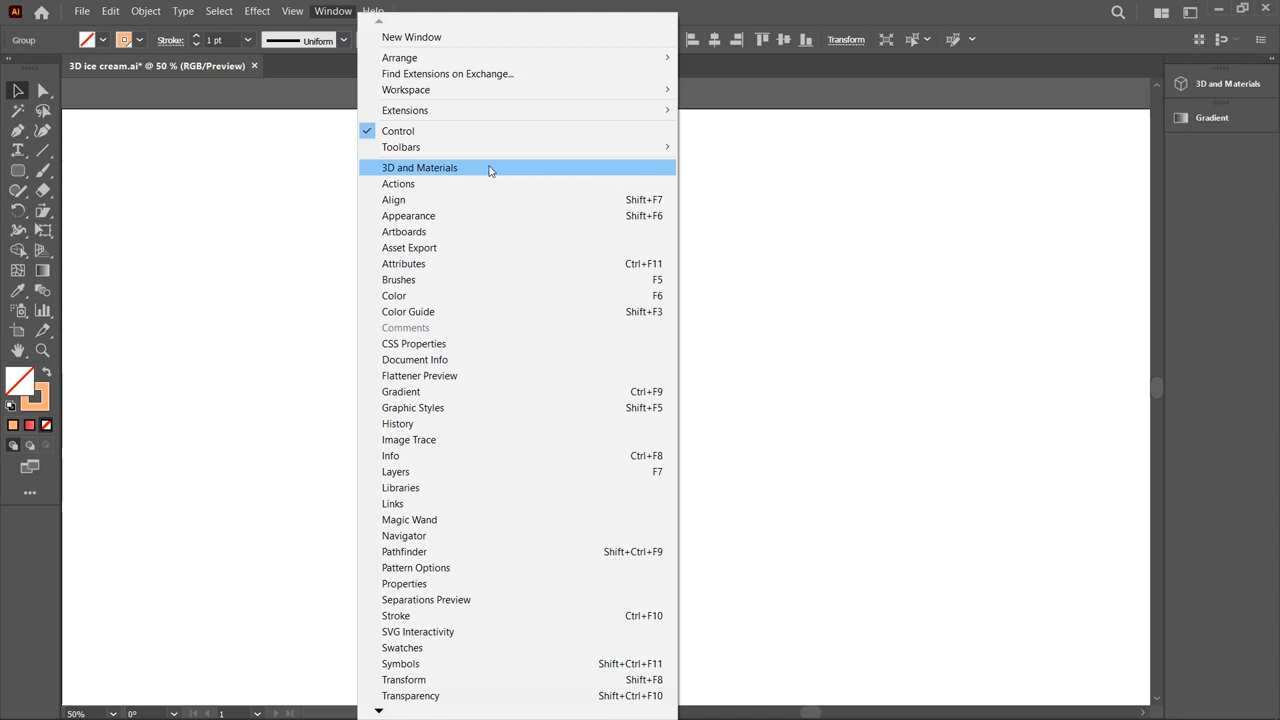 Ai File Edit Object Type Select Effect View Window Help
Group Stroke: 1 pt Uniform Transform
3D ice cream.ai* @ 50 % (RGB/Preview) ×
New Window
Arrange
Find Extensions on Exchange...
Workspace
Extensions
Control
Toolbars
3D and Materials
Actions
Align Shift+F7
Appearance Shift+F6
Artboards
Asset Export
Attributes Ctrl+F11
Brushes F5
Color F6
Color Guide Shift+F3
Comments
CSS Properties
Document Info
Flattener Preview
Gradient Ctrl+F9
Graphic Styles Shift+F5
History
Image Trace
Info Ctrl+F8
Layers F7
Libraries
Links
Magic Wand
Navigator
Pathfinder Shift+Ctrl+F9
Pattern Options
Properties
Separations Preview
Stroke Ctrl+F10
SVG Interactivity
Swatches
Symbols Shift+Ctrl+F11
Transform Shift+F8
Transparency Shift+Ctrl+F10
3D and Materials
Gradient
50% 0° 1